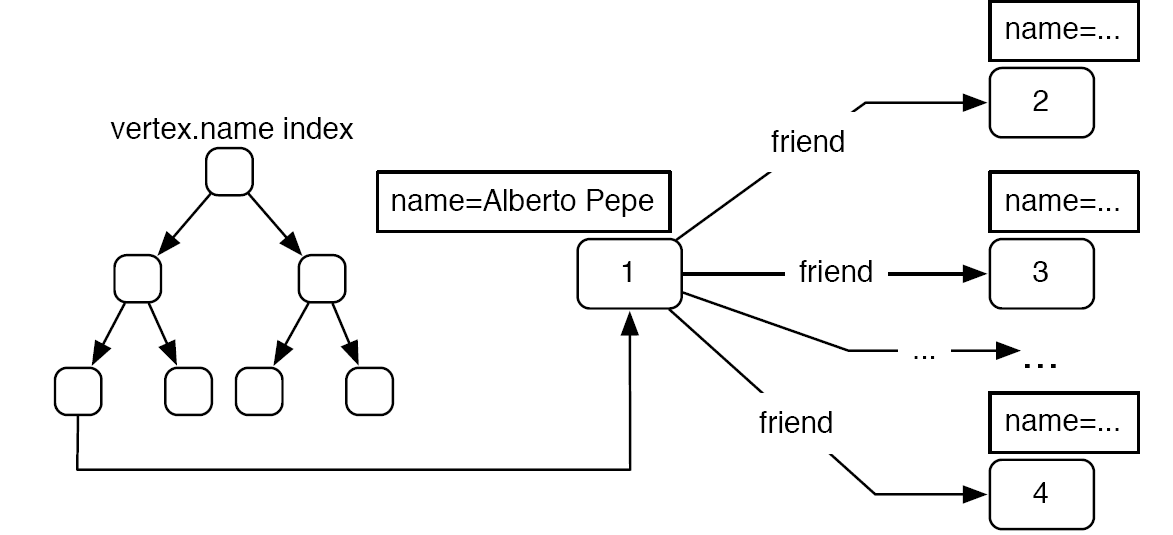 name=...
2
vertex.name index
friend
name=Alberto Pepe
name=...
1
friend
3
...
...
name=...
friend
4